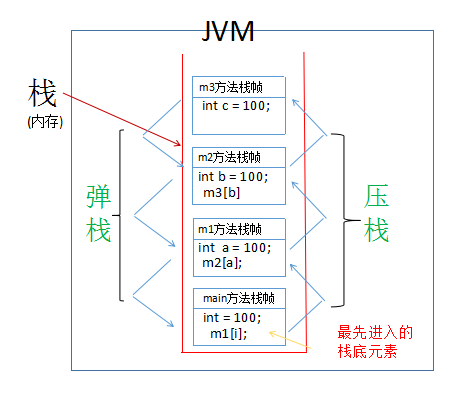 JVM
m3方法栈帧
int c = 100;
栈
(内存)
m2方法栈帧
int b = 100;
m3[b]
弹
栈
压
栈
m1方法栈帧
int a = 100;
m2[a];
main方法栈帧
int = 100;
m1[i];
最先进入的
栈底元素